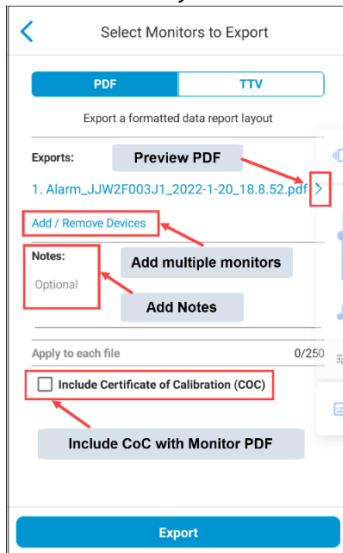 Select Monitors to Export
PDF
TTV
Export a formatted data report layout
Exports:
Preview PDF
1. Alarm_JJW2F003J1_2022-1-20_18.8.52.pdf
Add / Remove Devices
Notes:
Add multiple monitors
Optional
Add Notes
Apply to each file
0/250
Include Certificate of Calibration (COC)
Include CoC with Monitor PDF
Export